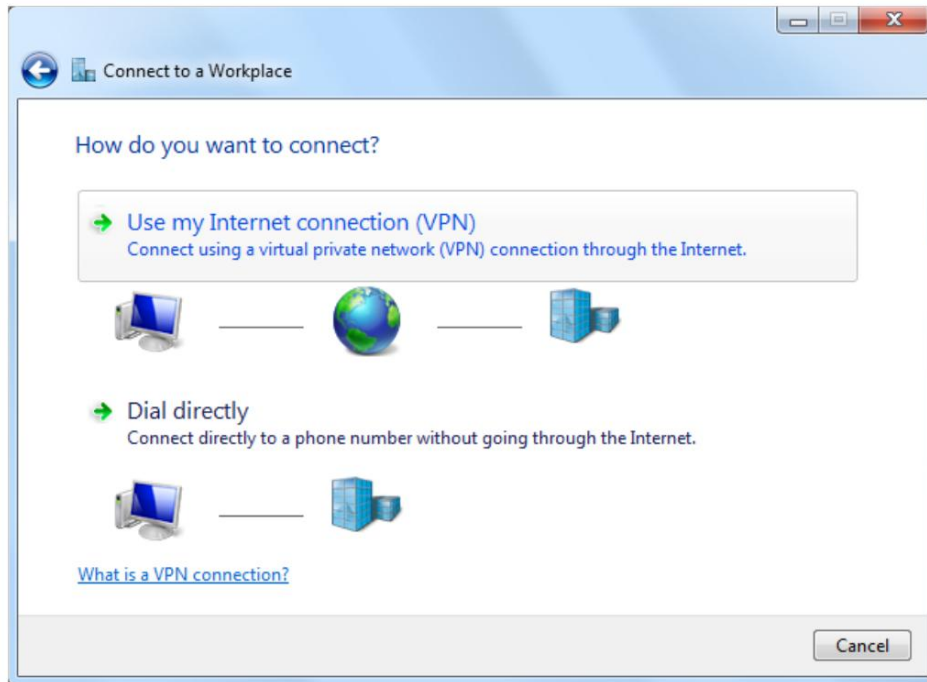 Connect to a Workplace
How do you want to connect?
Use my Internet connection (VPN)
Connect using a virtual private network (VPN) connection through the Internet.
Dial directly
Connect directly to a phone number without going through the Internet.
What is a VPN connection?
Cancel